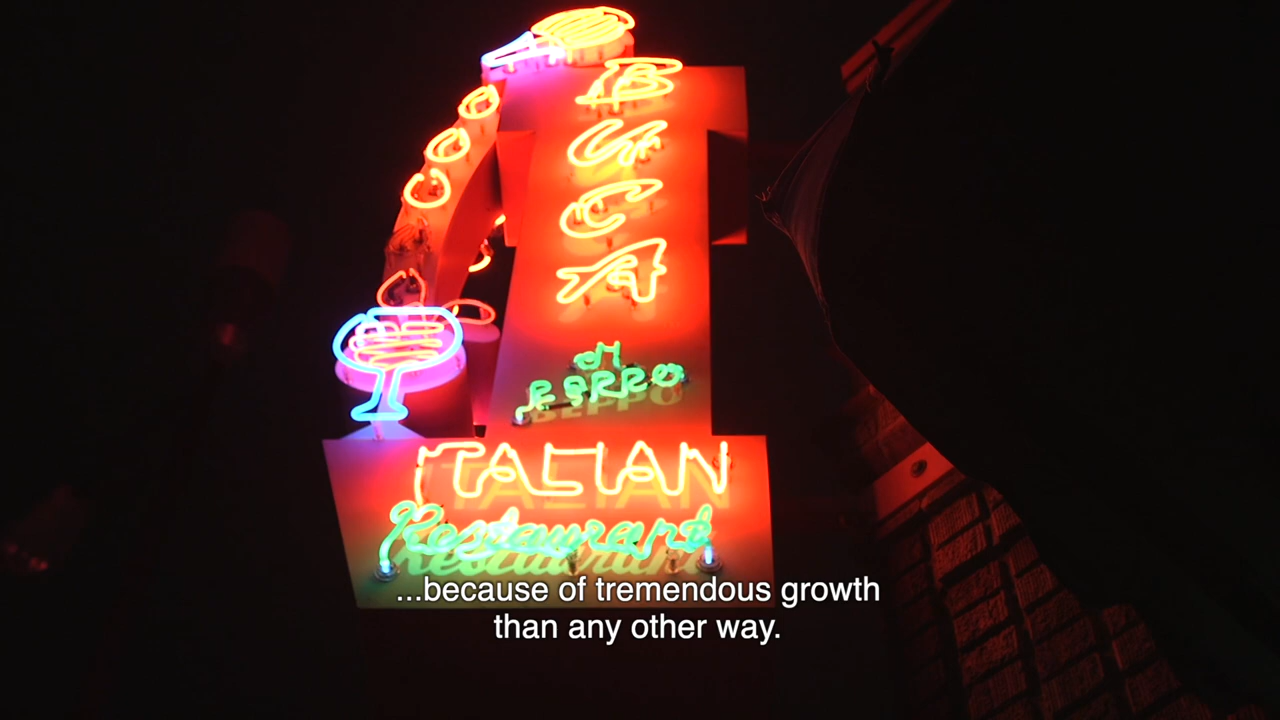 BUCA
di
BEPPO
ITALIAN
Restaurant
...because of tremendous growth
than any other way.